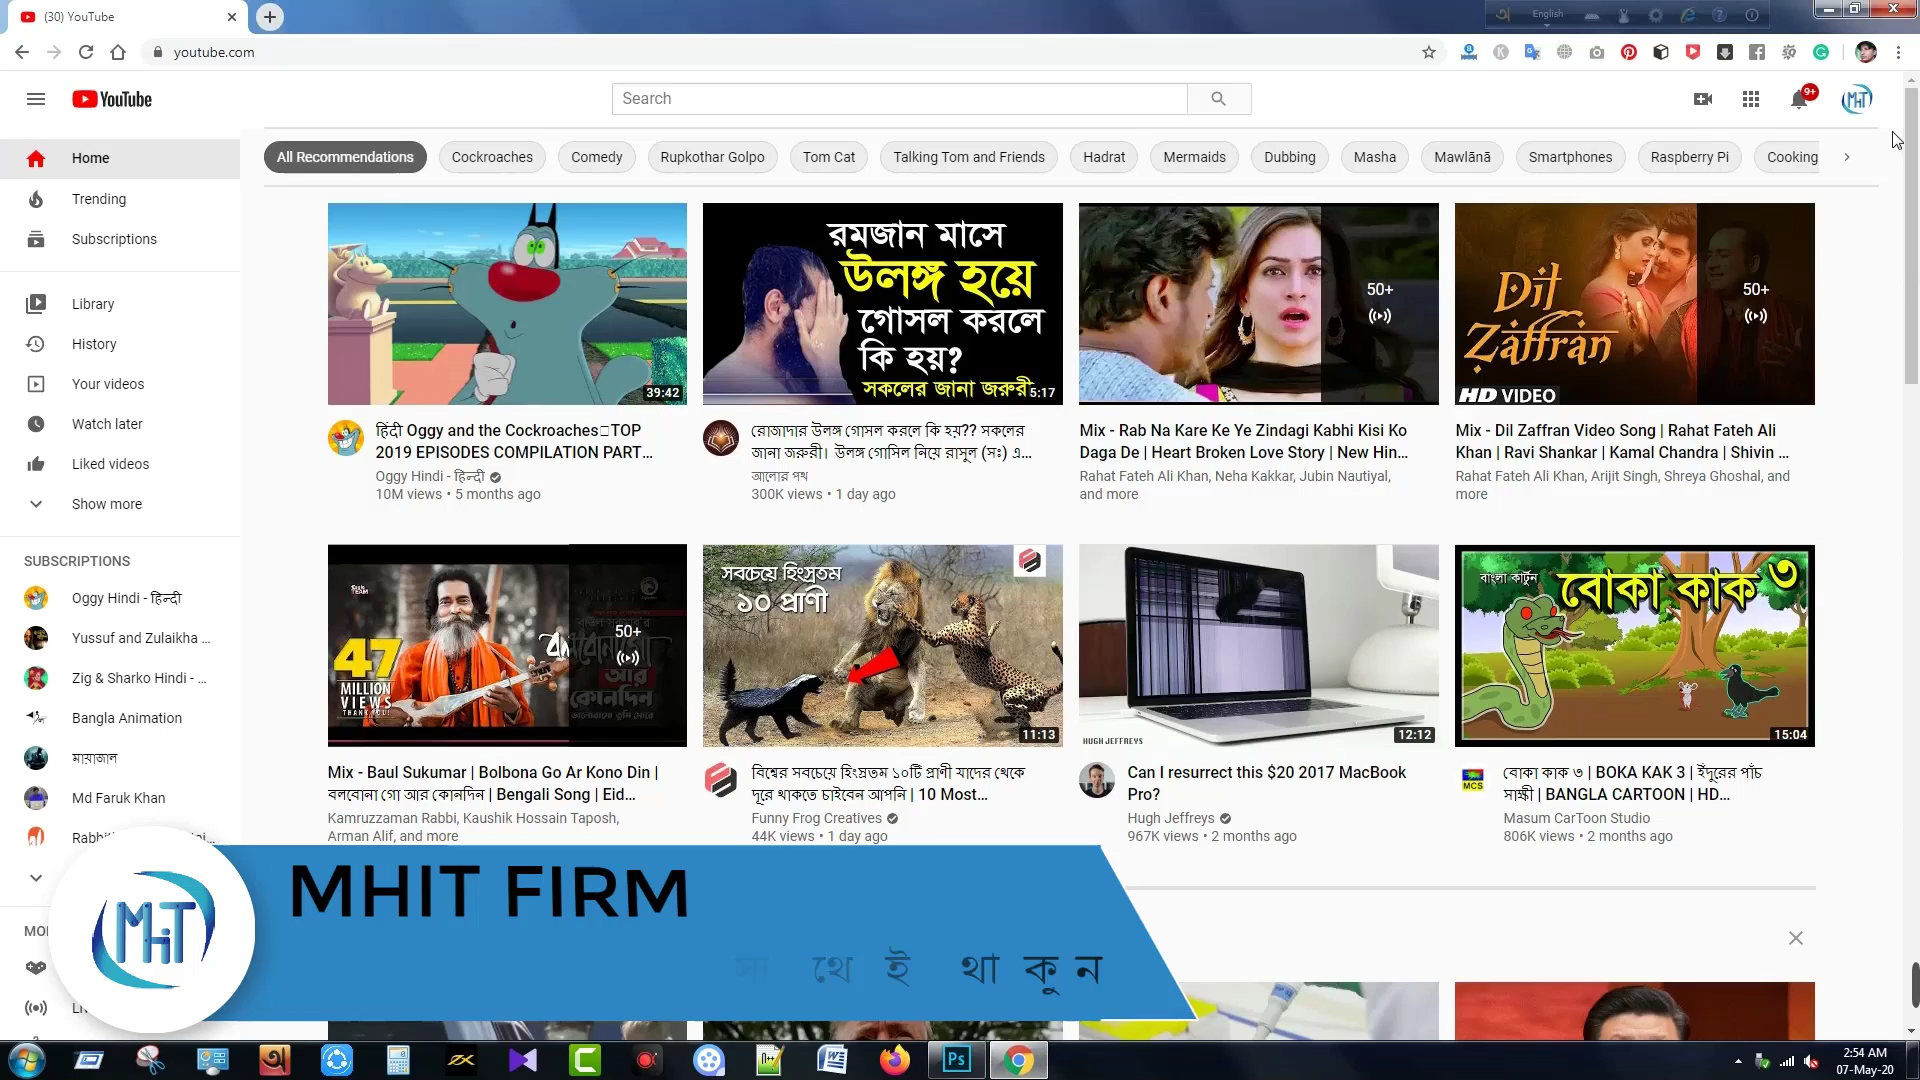 (30) YouTube
English
youtube.com
YouTube
Search
9+
MHiT
Home
Trending
Subscriptions
Library
History
Your videos
Watch later
Liked videos
Show more
SUBSCRIPTIONS
Oggy Hindi - हिन्दी
Yussuf and Zulaikha ...
Zig & Sharko Hindi - ...
Bangla Animation
মায়াজাল
Md Faruk Khan
All Recommendations
Cockroaches
Comedy
Rupkothar Golpo
Tom Cat
Talking Tom and Friends
Hadrat
Mermaids
Dubbing
Masha
Mawlānā
Smartphones
Raspberry Pi
Cooking
39:42
हिंदी Oggy and the Cockroaches□TOP
2019 EPISODES COMPILATION PART...
Oggy Hindi - हिन्दी
10M views • 5 months ago
রমজান মাসে
উলঙ্গ হয়ে
গোসল করলে
কি হয়?
সকলের জানা জরুরী
5:17
রোজাদার উলঙ্গ গোসল করলে কি হয়?? সকলের
জানা জরুরী। উলঙ্গ গোসিল নিয়ে রাসুল (সঃ) এ...
আলোর পথ
300K views • 1 day ago
50+
Mix - Rab Na Kare Ke Ye Zindagi Kabhi Kisi Ko
Daga De | Heart Broken Love Story | New Hin...
Rahat Fateh Ali Khan, Neha Kakkar, Jubin Nautiyal,
and more
Dil
Zaffran
HD VIDEO
50+
Mix - Dil Zaffran Video Song | Rahat Fateh Ali
Khan | Ravi Shankar | Kamal Chandra | Shivin ...
Rahat Fateh Ali Khan, Arijit Singh, Shreya Ghoshal, and
more
47
MILLION
VIEWS
THANK YOU!
50+
আর
কোনদিন
Mix - Baul Sukumar | Bolbona Go Ar Kono Din |
বলবোনা গো আর কোনদিন | Bengali Song | Eid...
Kamruzzaman Rabbi, Kaushik Hossain Taposh,
Arman Alif, and more
সবচেয়ে হিংস্রতম
১০ প্রাণী
11:13
বিশ্বের সবচেয়ে হিংস্রতম ১০টি প্রাণী যাদের থেকে
দূরে থাকতে চাইবেন আপনি | 10 Most...
Funny Frog Creatives
44K views • 1 day ago
HUGH JEFFREYS
12:12
Can I resurrect this $20 2017 MacBook
Pro?
Hugh Jeffreys
967K views • 2 months ago
বাংলা কার্টুন
বোকা কাক ৩
15:04
MCS
বোকা কাক ৩ | BOKA KAK 3 | ইঁদুরের পাঁচ
সাক্ষী | BANGLA CARTOON | HD...
Masum CarToon Studio
806K views • 2 months ago
MHiT
MHIT FIRM
সাথেই থাকুন
Ps
2:54 AM
07-May-20